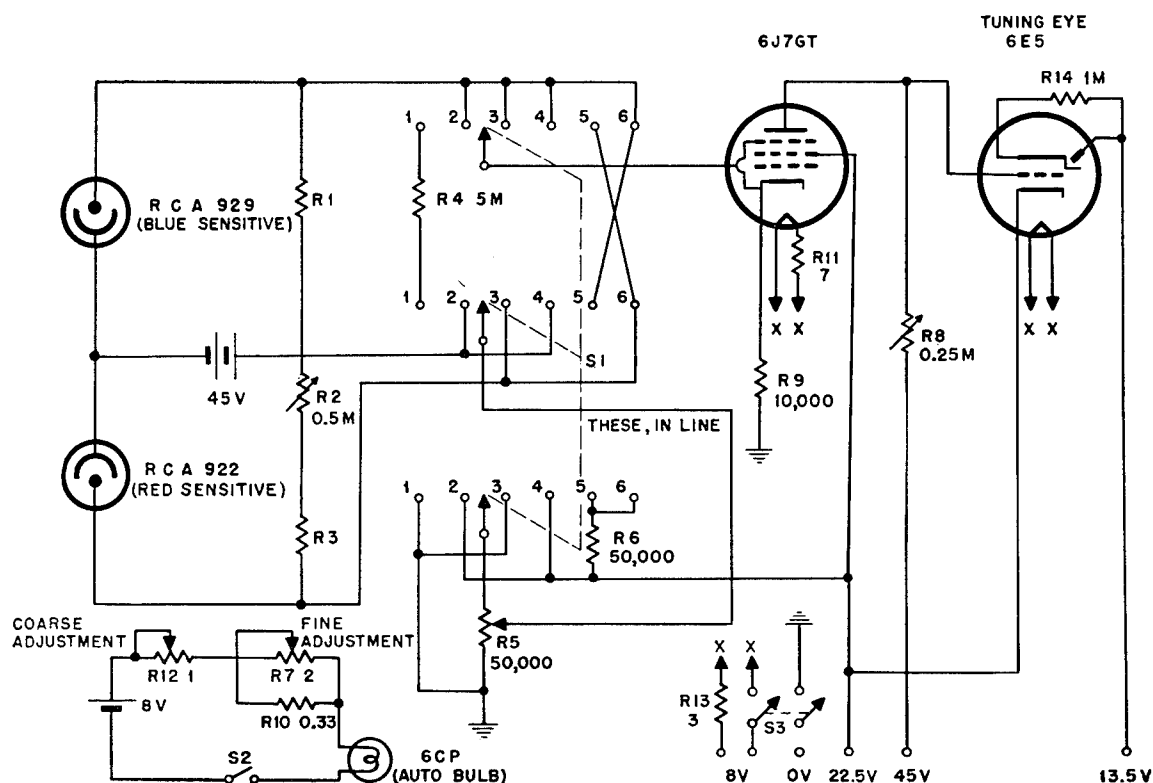 6J7GT
TUNING EYE
6E5
R14 1M
1 2 3 4 5 6
RCA 929
(BLUE SENSITIVE)
R1
R4 5M
R11
7
X X
X X
1 2 3 4 5 6
S1
R8
0.25M
45V
R2
0.5M
R9
10,000
THESE, IN LINE
RCA 922
(RED SENSITIVE)
1 2 3 4 5 6
R3
R6
50,000
COARSE
ADJUSTMENT
FINE
ADJUSTMENT
R12 1
R7 2
R5
50,000
X X
8V
R10 0.33
R13
3
S3
S2
6CP
(AUTO BULB)
8V 0V 22.5V 45V 13.5V